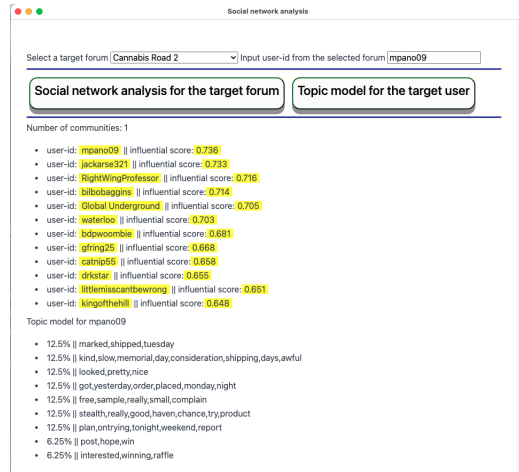 Social network analysis
Select a target forum Cannabis Road 2 Input user-id from the selected forum mpano09
Social network analysis for the target forum Topic model for the target user
Number of communities: 1
• user-id: mpano09 || influential score: 0.736
• user-id: jackarse321 || influential score: 0.733
• user-id: RightWingProfessor || influential score: 0.716
• user-id: bilbobaggins || influential score: 0.714
• user-id: Global Underground || influential score: 0.705
• user-id: waterloo || influential score: 0.703
• user-id: bdpwoombie || influential score: 0.681
• user-id: gfring25 || influential score: 0.668
• user-id: catnip55 || influential score: 0.658
• user-id: drkstar || influential score: 0.655
• user-id: littlemisscantbewrong || influential score: 0.651
• user-id: kingofthehill || influential score: 0.648
Topic model for mpano09
• 12.5% || marked,shipped,tuesday
• 12.5% || kind,slow,memorial,day,consideration,shipping,days,awful
• 12.5% || looked,pretty,nice
• 12.5% || got,yesterday,order,placed,monday,night
• 12.5% || free,sample,really,small,complain
• 12.5% || stealth,really,good,haven,chance,try,product
• 12.5% || plan,ontrying,tonight,weekend,report
• 6.25% || post,hope,win
• 6.25% || interested,winning,raffle